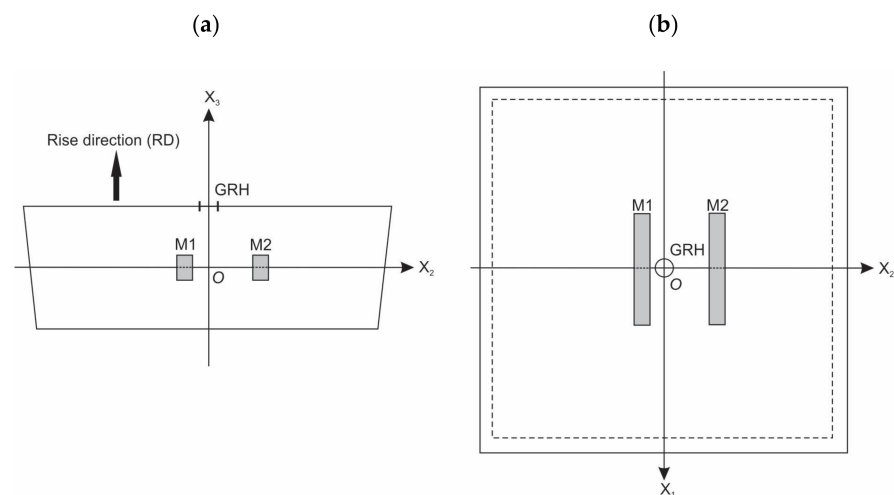 (a)
X3
Rise direction (RD)
GRH
M1
M2
X2
O
(b)
M1
M2
GRH
X2
O
X1